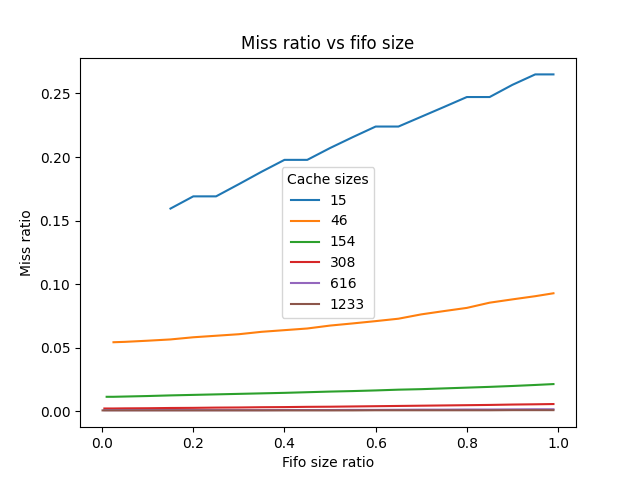 Miss ratio vs fifo size
Miss ratio
0.25
0.20
0.15
0.10
0.05
0.00
Cache sizes
15
46
154
308
616
1233
0.0 0.2 0.4 0.6 0.8 1.0
Fifo size ratio